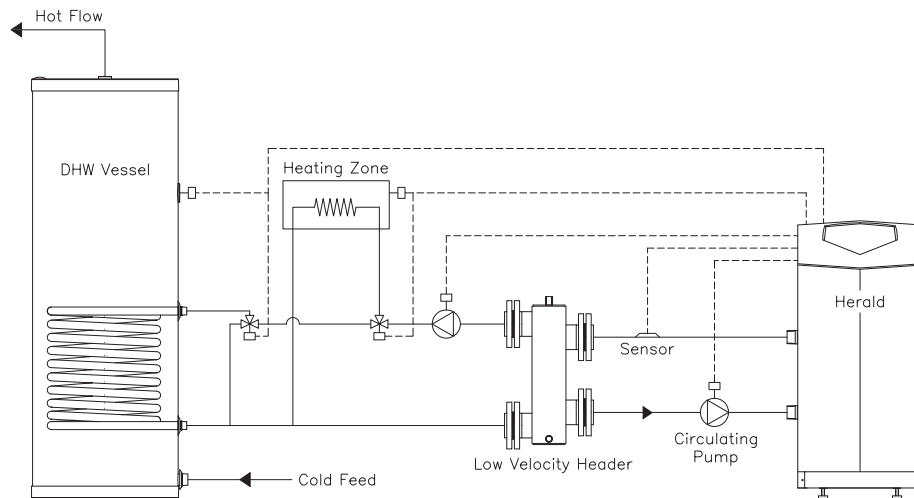 Hot Flow
DHW Vessel
Heating Zone
Herald
Sensor
Circulating
Pump
Low Velocity Header
Cold Feed